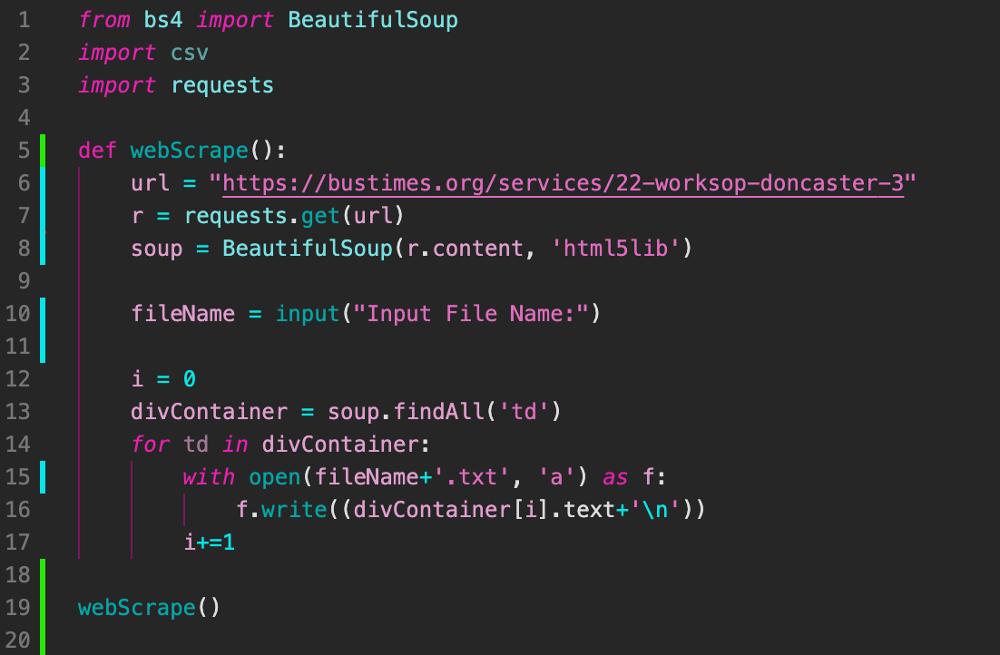 1 from bs4 import BeautifulSoup
2 import csv
3 import requests
4
5 def webScrape():
6 url = "https://bustimes.org/services/22-worksop-doncaster-3"
7 r = requests.get(url)
8 soup = BeautifulSoup(r.content, 'html5lib')
9
10 fileName = input("Input File Name:")
11
12 i = 0
13 divContainer = soup.findAll('td')
14 for td in divContainer:
15 with open(fileName+'.txt', 'a') as f:
16 f.write((divContainer[i].text+'\n'))
17 i+=1
18
19 webScrape()
20